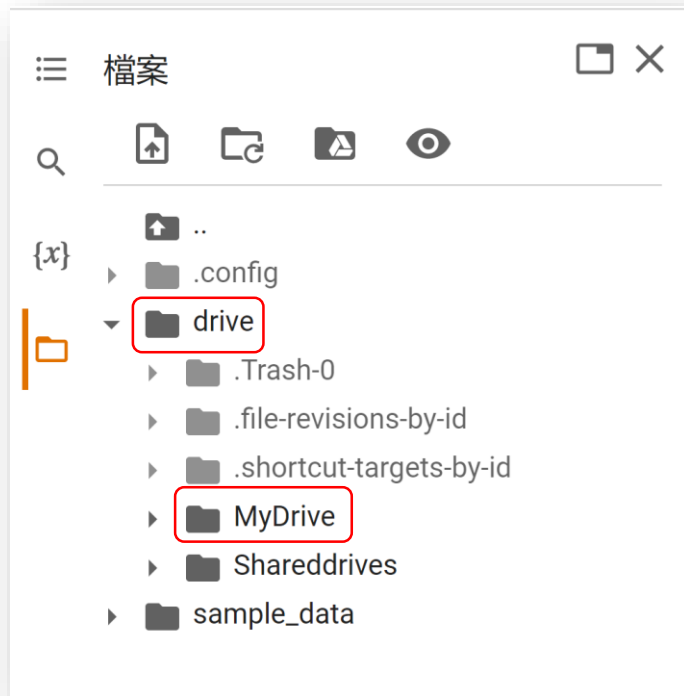 檔案
{x}
..
.config
drive
.Trash-0
.file-revisions-by-id
.shortcut-targets-by-id
MyDrive
Shareddrives
sample_data